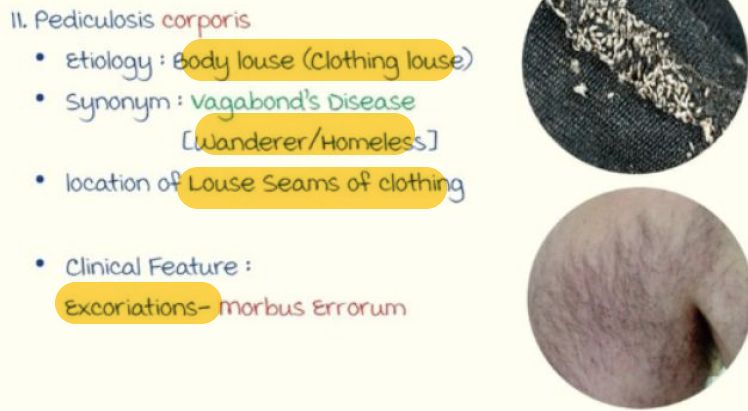 II. Pediculosis corporis
• Etiology : Body louse (Clothing louse)
• Synonym : Vagabond's Disease
[Wanderer/Homeless]
• location of Louse Seams of clothing
• Clinical Feature :
Excoriations- morbus Errorum